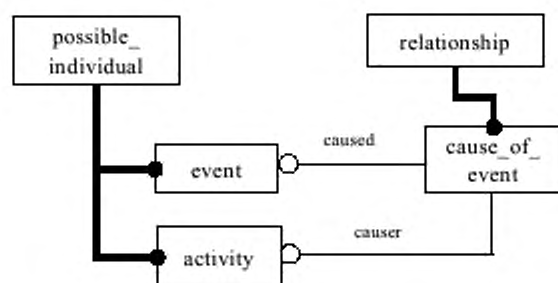 possible_
individual
relationship
caused
cause_of_
event
event
causer
activity